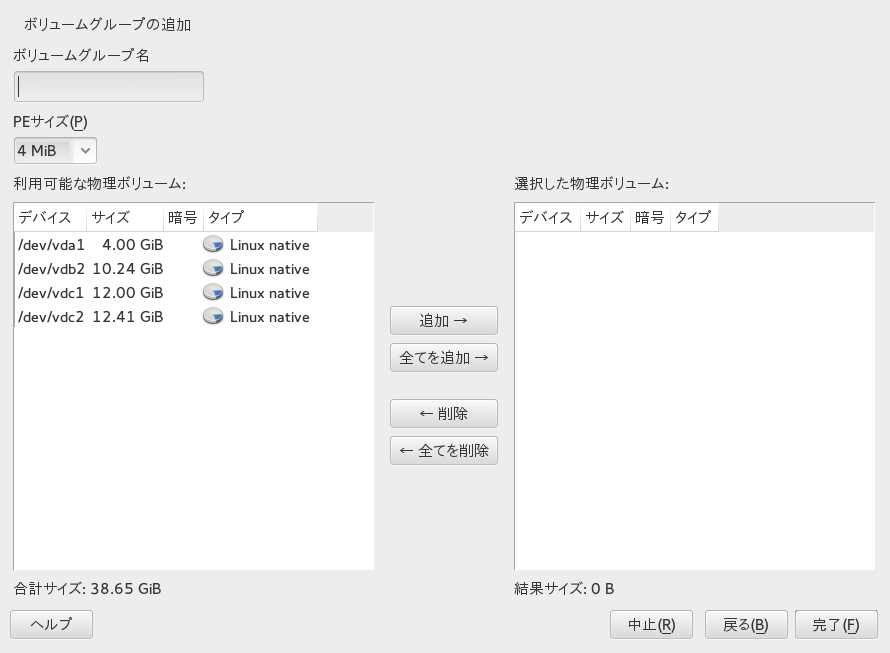 ボリュームグループの追加
ボリュームグループ名
PEサイズ(P)
4 MiB
利用可能な物理ボリューム:
デバイス サイズ 暗号 タイプ
/dev/vda1 4.00 GiB Linux native
/dev/vdb2 10.24 GiB Linux native
/dev/vdc1 12.00 GiB Linux native
/dev/vdc2 12.41 GiB Linux native
合計サイズ: 38.65 GiB
追加 →
全てを追加 →
← 削除
← 全てを削除
選択した物理ボリューム:
デバイス サイズ 暗号 タイプ
結果サイズ: 0 B
ヘルプ 中止(R) 戻る(B) 完了(F)